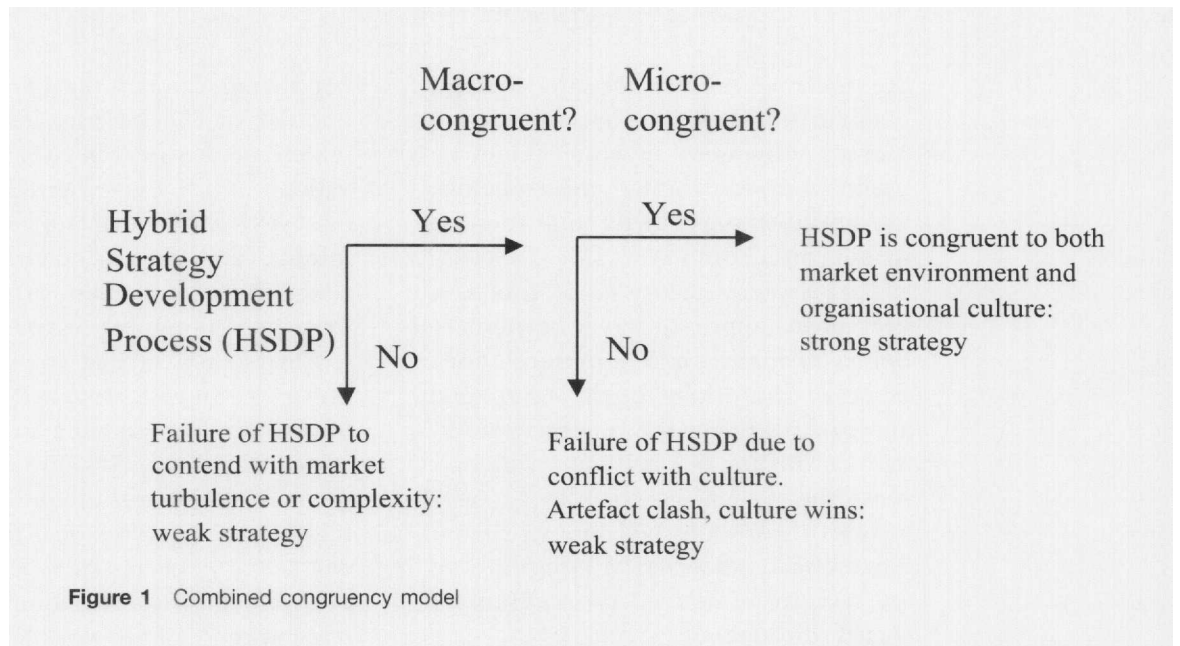 Macro-
congruent?
Micro-
congruent?
Hybrid
Strategy
Development
Process (HSDP)
Yes
No
Yes
No
HSDP is congruent to both
market environment and
organisational culture:
strong strategy
Failure of HSDP to
contend with market
turbulence or complexity:
weak strategy
Failure of HSDP due to
conflict with culture.
Artefact clash, culture wins:
weak strategy
Figure 1 Combined congruency model